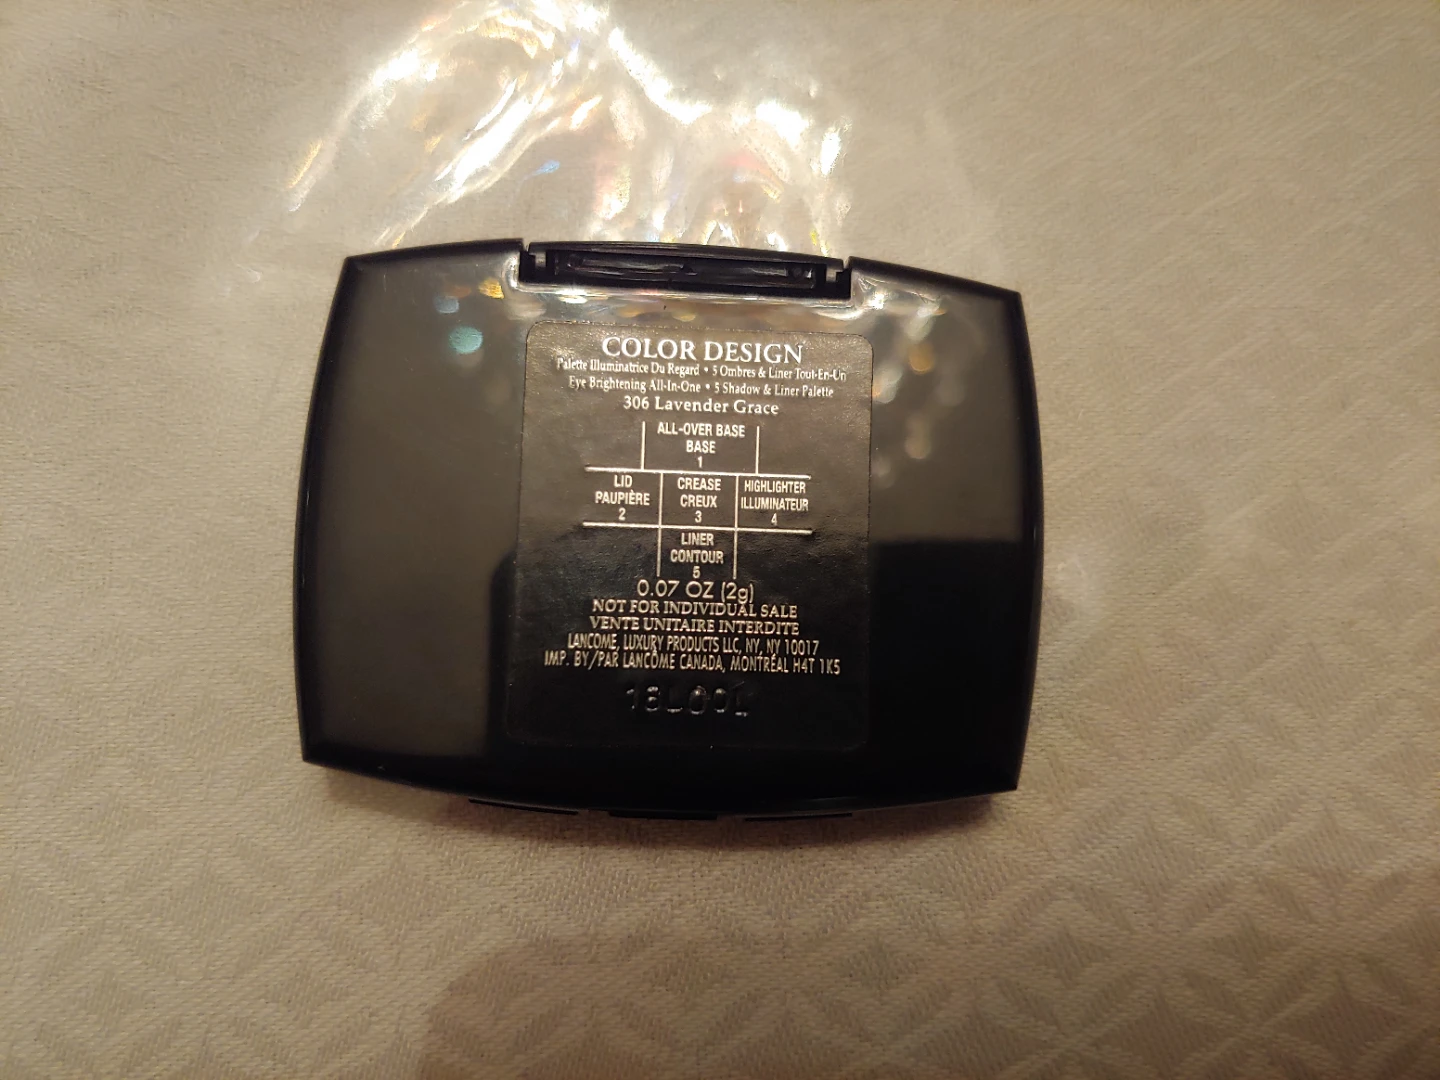 COLOR DESIGN
Palette Illuminatrice Du Regard • 5 Ombres & Liner Tout-En-Un
Eye Brightening All-In-One • 5 Shadow & Liner Palette
306 Lavender Grace
ALL-OVER BASE
BASE
1
LID
PAUPIÈRE
2
CREASE
CREUX
3
HIGHLIGHTER
ILLUMINATEUR
4
LINER
CONTOUR
5
0.07 OZ (2g)
NOT FOR INDIVIDUAL SALE
VENTE UNITAIRE INTERDITE
LANCOME, LUXURY PRODUCTS LLC, NY, NY 10017
IMP. BY/PAR LANCÔME CANADA, MONTRÉAL H4T 1K5